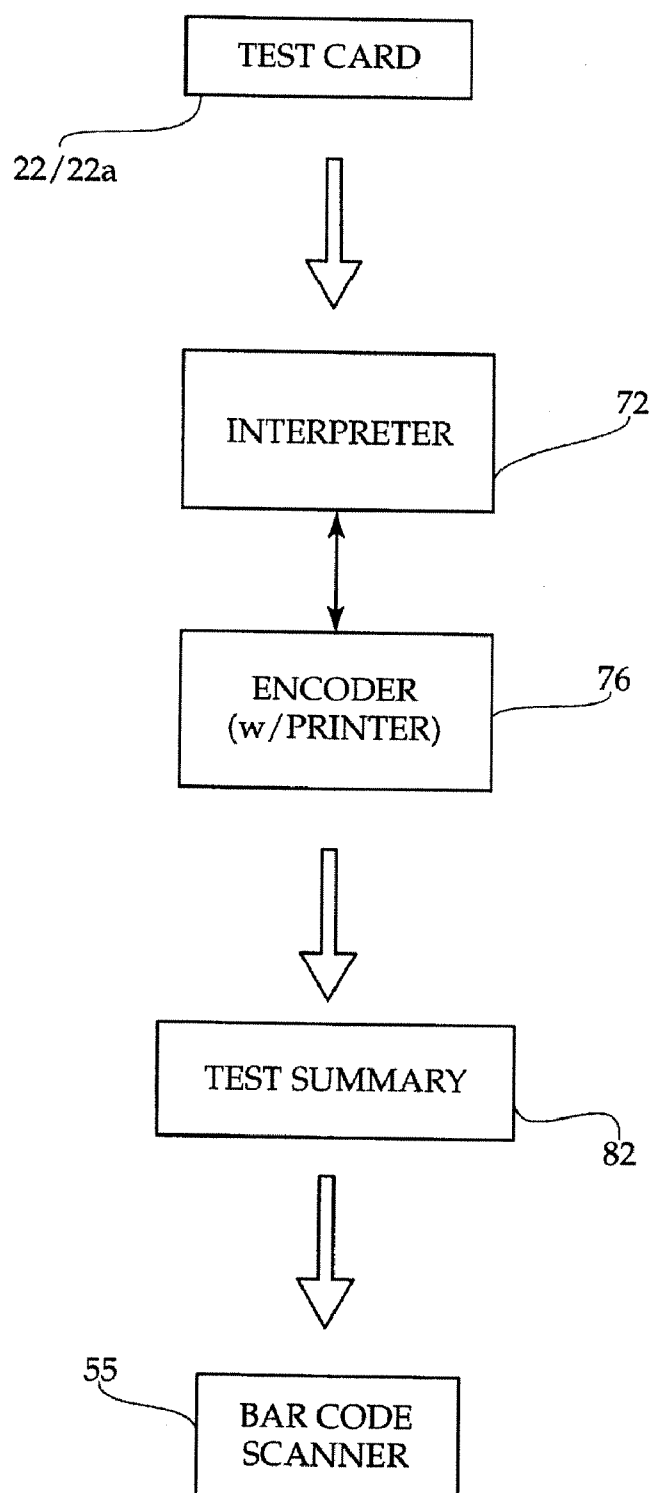 TEST CARD
22/22a
INTERPRETER
72
ENCODER
(w/PRINTER)
76
TEST SUMMARY
82
55
BAR CODE
SCANNER